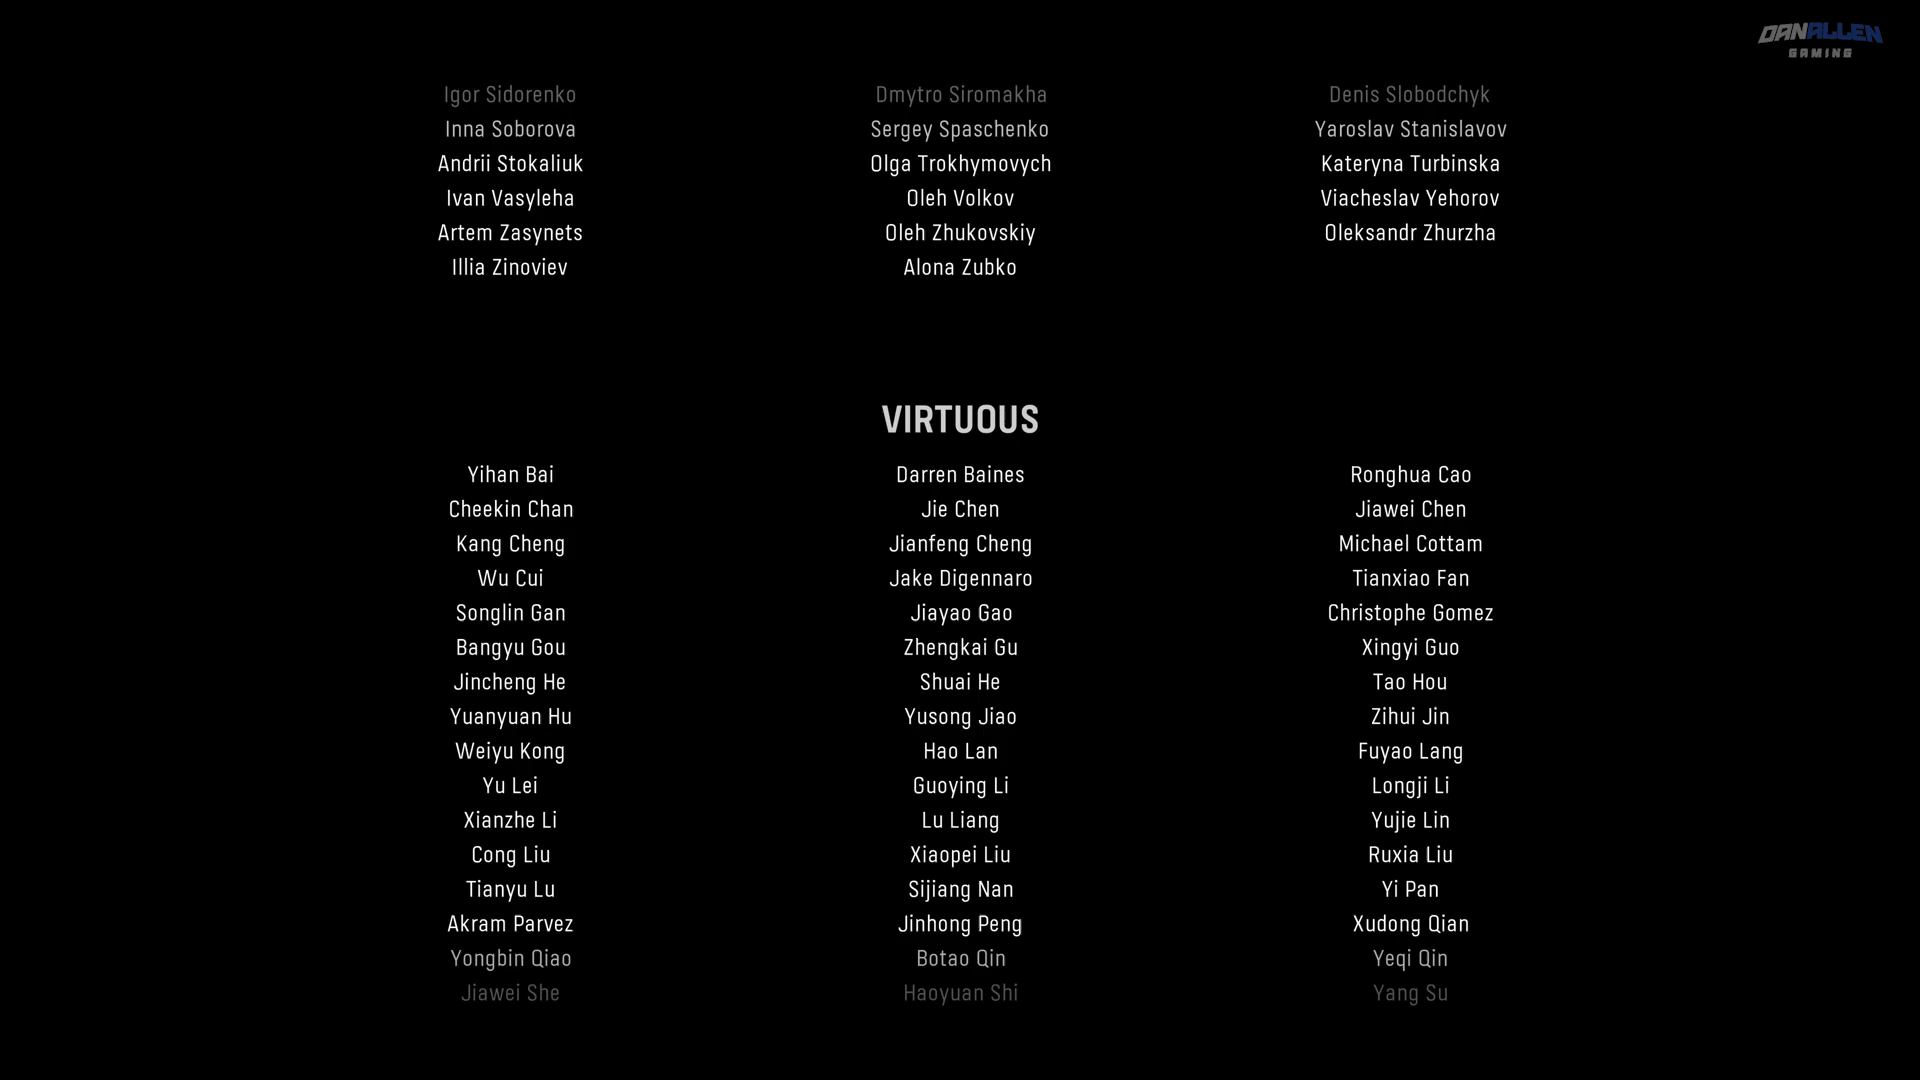 DANALLEN
GAMING
Igor Sidorenko Dmytro Siromakha Denis Slobodchyk
Inna Soborova Sergey Spaschenko Yaroslav Stanislavov
Andrii Stokaliuk Olga Trokhymovych Kateryna Turbinska
Ivan Vasyleha Oleh Volkov Viacheslav Yehorov
Artem Zasynets Oleh Zhukovskiy Oleksandr Zhurzha
Illia Zinoviev Alona Zubko
VIRTUOUS
Yihan Bai Darren Baines Ronghua Cao
Cheekin Chan Jie Chen Jiawei Chen
Kang Cheng Jianfeng Cheng Michael Cottam
Wu Cui Jake Digennaro Tianxiao Fan
Songlin Gan Jiayao Gao Christophe Gomez
Bangyu Gou Zhengkai Gu Xingyi Guo
Jincheng He Shuai He Tao Hou
Yuanyuan Hu Yusong Jiao Zihui Jin
Weiyu Kong Hao Lan Fuyao Lang
Yu Lei Guoying Li Longji Li
Xianzhe Li Lu Liang Yujie Lin
Cong Liu Xiaopei Liu Ruxia Liu
Tianyu Lu Sijiang Nan Yi Pan
Akram Parvez Jinhong Peng Xudong Qian
Yongbin Qiao Botao Qin Yeqi Qin
Jiawei She Haoyuan Shi Yang Su